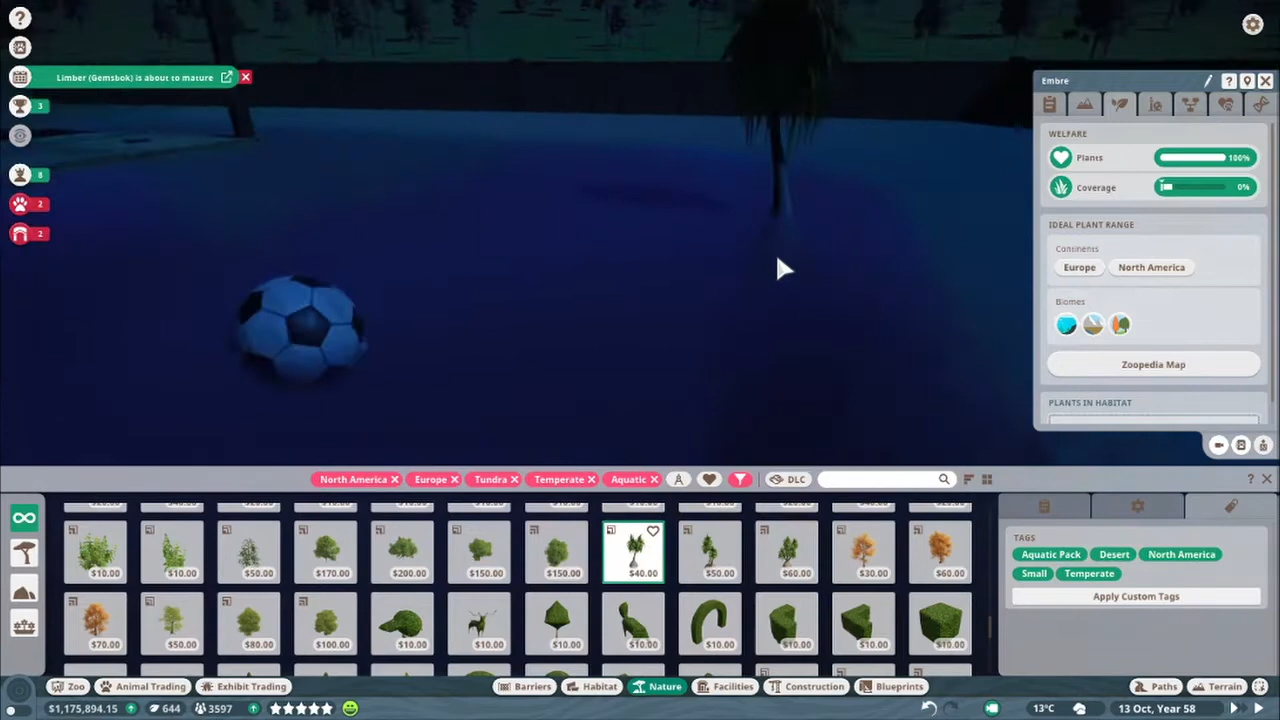 ?
Limber (Gemsbok) is about to mature
3
8
2
2
Embre
?
WELFARE
Plants 100%
Coverage 0%
IDEAL PLANT RANGE
Continents
Europe North America
Biomes
Zoopedia Map
PLANTS IN HABITAT
North America Europe Tundra Temperate Aquatic DLC ?
$10.00 $10.00 $50.00 $170.00 $200.00 $150.00 $150.00 $40.00 $50.00 $60.00 $30.00 $60.00
$70.00 $50.00 $80.00 $100.00 $10.00 $10.00 $10.00 $10.00 $10.00 $10.00 $10.00 $10.00
TAGS
Aquatic Pack Desert North America
Small Temperate
Apply Custom Tags
Zoo Animal Trading Exhibit Trading Barriers Habitat Nature Facilities Construction Blueprints Paths Terrain
$1,175,894.15 644 3597 13°C 13 Oct, Year 58